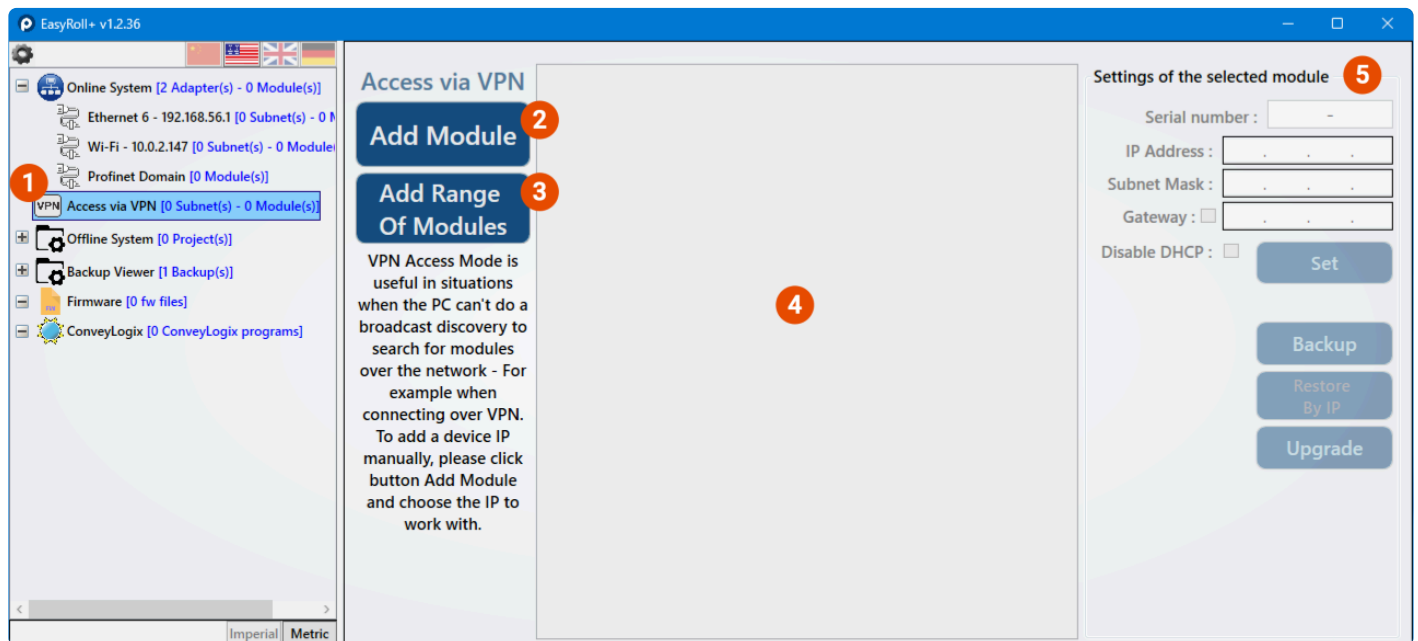 EasyRoll+ v1.2.36
Online System [2 Adapter(s) - 0 Module(s)]
Ethernet 6 - 192.168.56.1 [0 Subnet(s) - 0 M
Wi-Fi - 10.0.2.147 [0 Subnet(s) - 0 Module(
Profinet Domain [0 Module(s)]
1
VPN Access via VPN [0 Subnet(s) - 0 Module(s)]
Offline System [0 Project(s)]
Backup Viewer [1 Backup(s)]
Firmware [0 fw files]
ConveyLogix [0 ConveyLogix programs]
Imperial Metric
Access via VPN
Add Module
2
Add Range
Of Modules
3
VPN Access Mode is
useful in situations
when the PC can't do a
broadcast discovery to
search for modules
over the network - For
example when
connecting over VPN.
To add a device IP
manually, please click
button Add Module
and choose the IP to
work with.
4
Settings of the selected module 5
Serial number : -
IP Address : . . .
Subnet Mask : . . .
Gateway : . . .
Disable DHCP :
Set
Backup
Restore
By IP
Upgrade